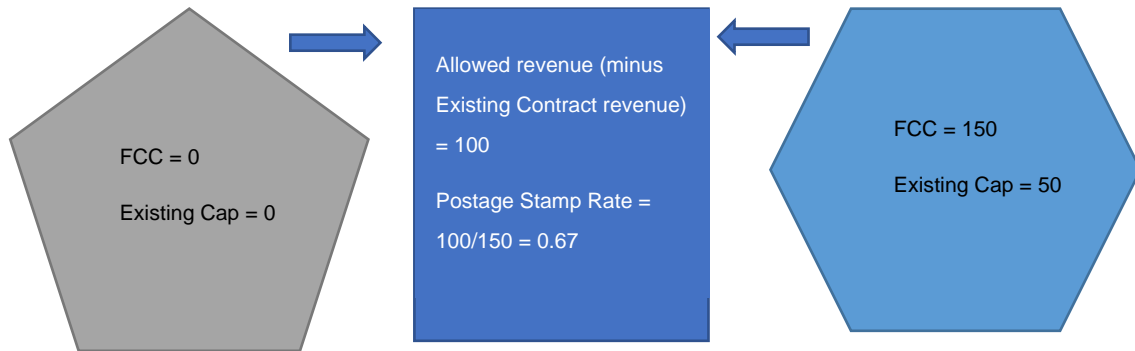 FCC = 0
Existing Cap = 0
Allowed revenue (minus
Existing Contract revenue)
= 100
Postage Stamp Rate =
100/150 = 0.67
FCC = 150
Existing Cap = 50